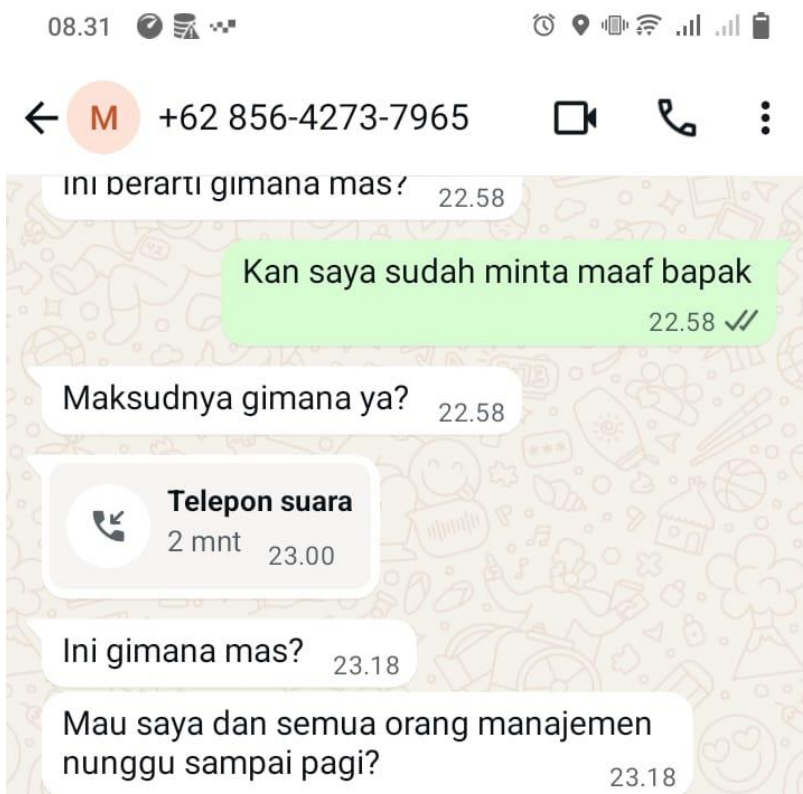 08.31
M +62 856-4273-7965
Ini berarti gimana mas? 22.58
Kan saya sudah minta maaf bapak
22.58
Maksudnya gimana ya? 22.58
Telepon suara
2 mnt 23.00
Ini gimana mas? 23.18
Mau saya dan semua orang manajemen
nunggu sampai pagi? 23.18